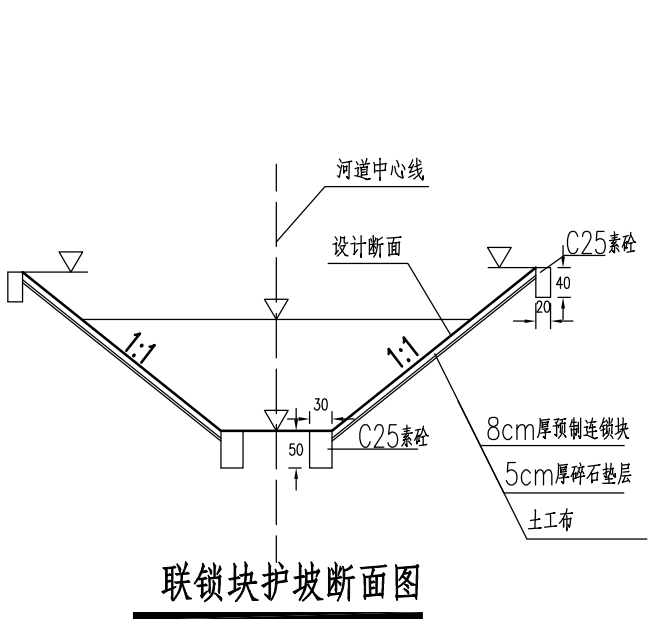 河道中心线
设计断面
C25素砼
40
20
1:1
1:1
30
C25素砼
50
8cm厚预制连锁块
5cm厚碎石垫层
土工布
联锁块护坡断面图